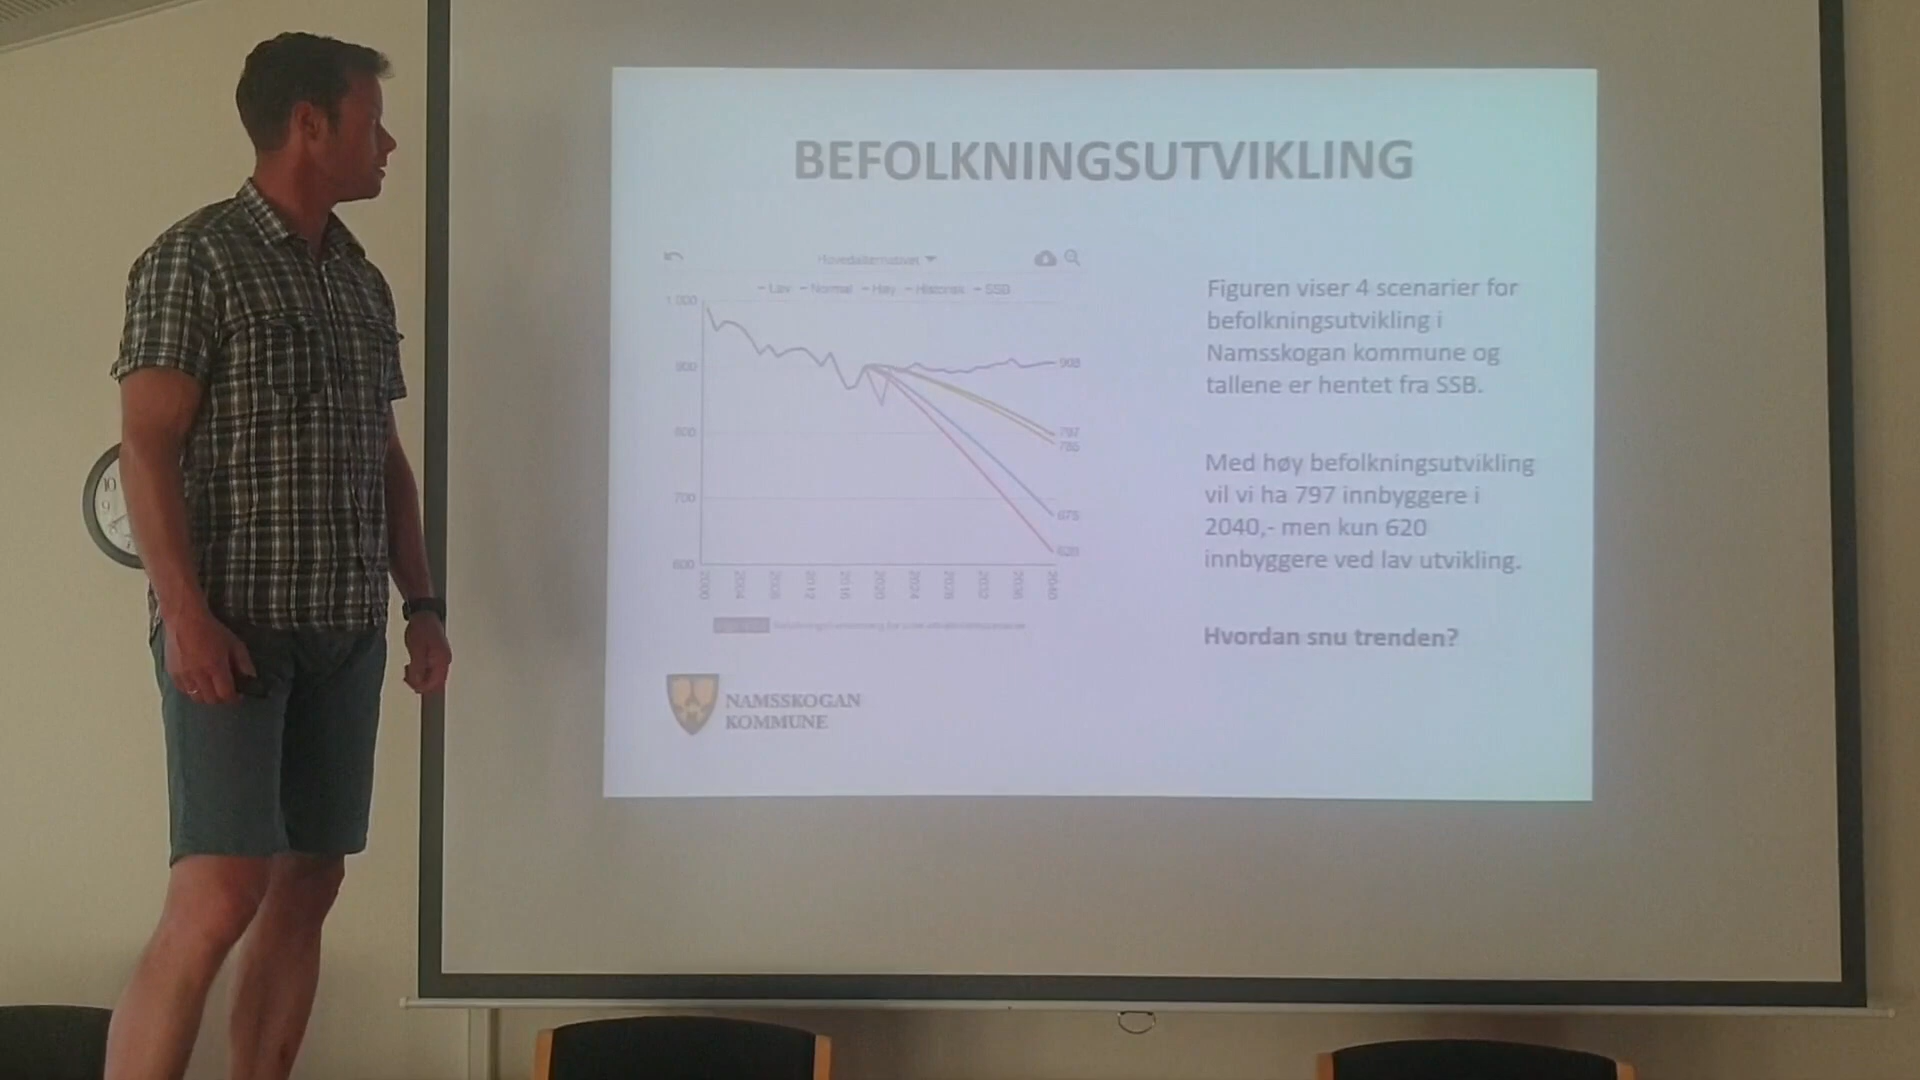 BEFOLKNINGSUTVIKLING
Hovedalternativet
Lav Normal Høy Historisk SSB
1 000
900
800
700
600
908
797
785
675
620
2000 2004 2008 2012 2016 2020 2024 2028 2032 2036 2040
Figuren viser 4 scenarier for
befolkningsutvikling i
Namsskogan kommune og
tallene er hentet fra SSB.
Med høy befolkningsutvikling
vil vi ha 797 innbyggere i
2040,- men kun 620
innbyggere ved lav utvikling.
Hvordan snu trenden?
NAMSSKOGAN
KOMMUNE
10
9
8